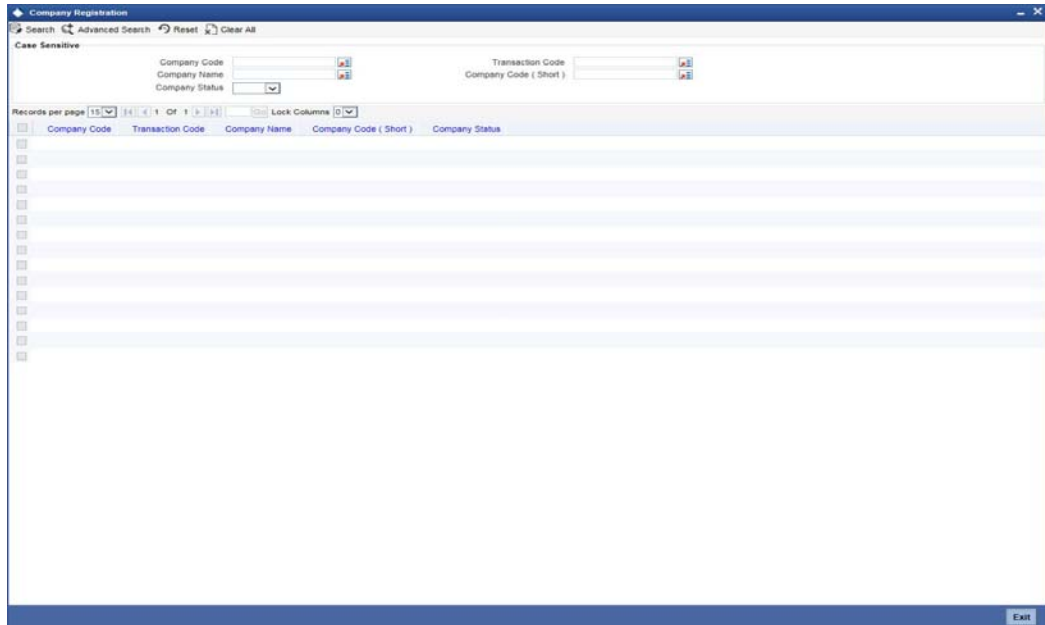 Company Registration
Search Advanced Search Reset Clear All
Case Sensitive
Company Code Transaction Code
Company Name Company Code ( Short )
Company Status
Records per page 15 1 Of 1 Go Lock Columns 0
Company Code Transaction Code Company Name Company Code ( Short ) Company Status
Exit